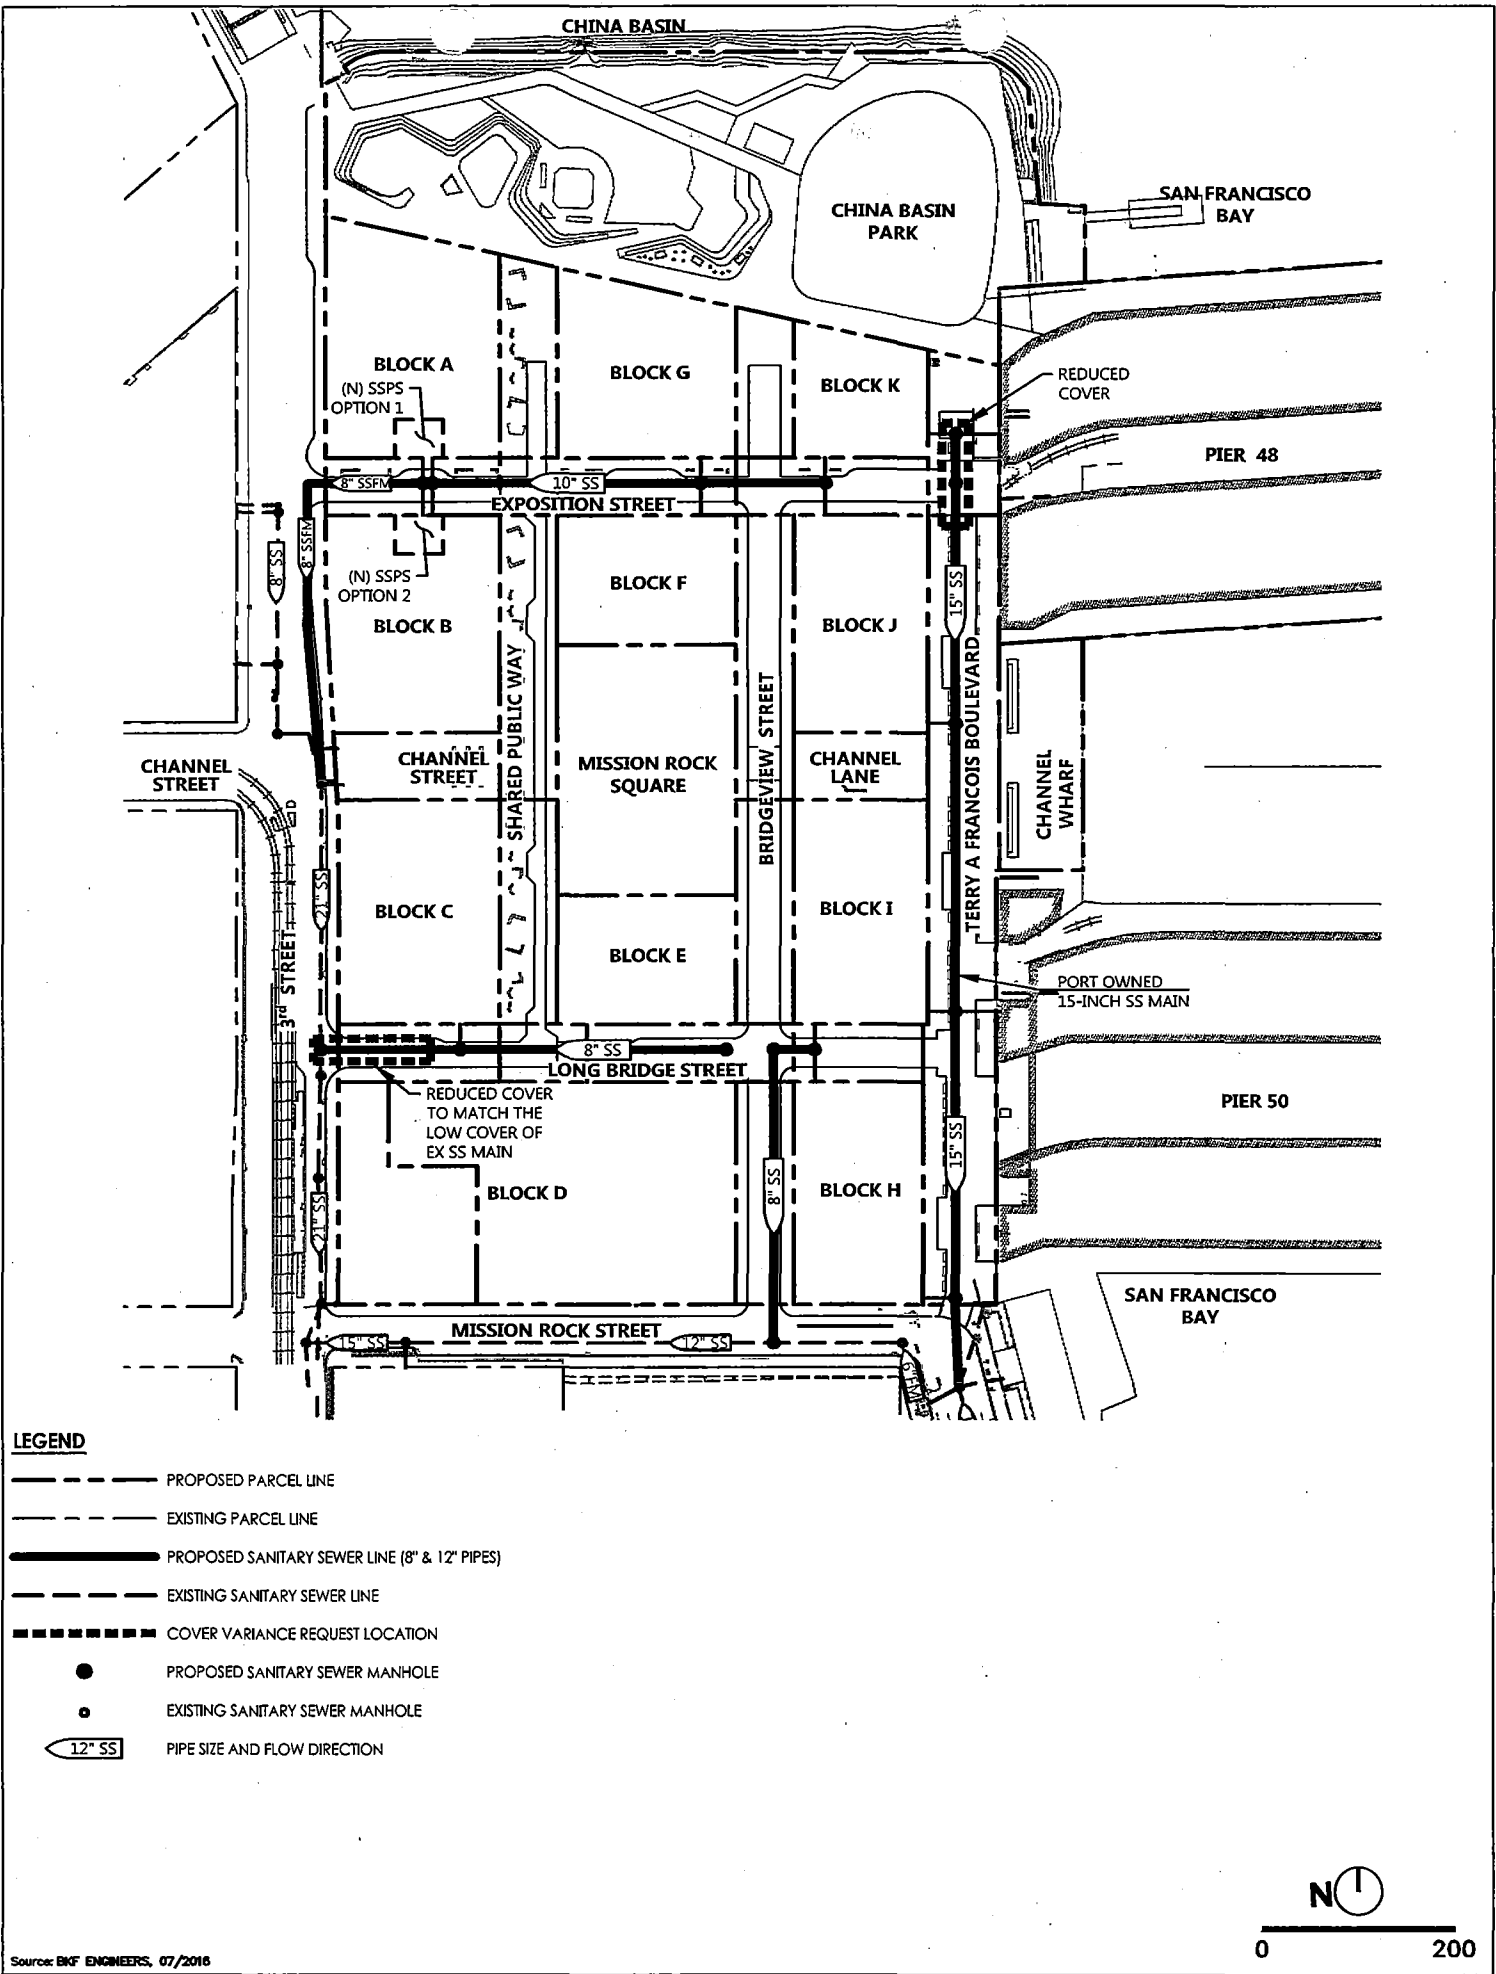 CHINA BASIN
SAN FRANCISCO
BAY
CHINA BASIN
PARK
BLOCK A
BLOCK G
BLOCK K
REDUCED
COVER
(N) SSPS
OPTION 1
PIER 48
8" SSFM
10" SS
EXPOSITION STREET
8" SS
8" SSFM
(N) SSPS
OPTION 2
BLOCK B
BLOCK F
BLOCK J
15" SS
SHARED PUBLIC WAY
BRIDGEVIEW STREET
TERRY A FRANCOIS BOULEVARD
CHANNEL
STREET
CHANNEL
STREET
MISSION ROCK
SQUARE
CHANNEL
LANE
CHANNEL
WHARF
21" SS
3rd STREET
BLOCK C
BLOCK I
BLOCK E
PORT OWNED
15-INCH SS MAIN
8" SS
LONG BRIDGE STREET
REDUCED COVER
TO MATCH THE
LOW COVER OF
EX SS MAIN
PIER 50
15" SS
8" SS
21" SS
BLOCK D
BLOCK H
SAN FRANCISCO
BAY
MISSION ROCK STREET
15" SS
12" SS
6" FM
LEGEND
PROPOSED PARCEL LINE
EXISTING PARCEL LINE
PROPOSED SANITARY SEWER LINE (8" & 12" PIPES)
EXISTING SANITARY SEWER LINE
COVER VARIANCE REQUEST LOCATION
PROPOSED SANITARY SEWER MANHOLE
EXISTING SANITARY SEWER MANHOLE
12" SS
PIPE SIZE AND FLOW DIRECTION
N
0 200
Source: BKF ENGINEERS, 07/2016